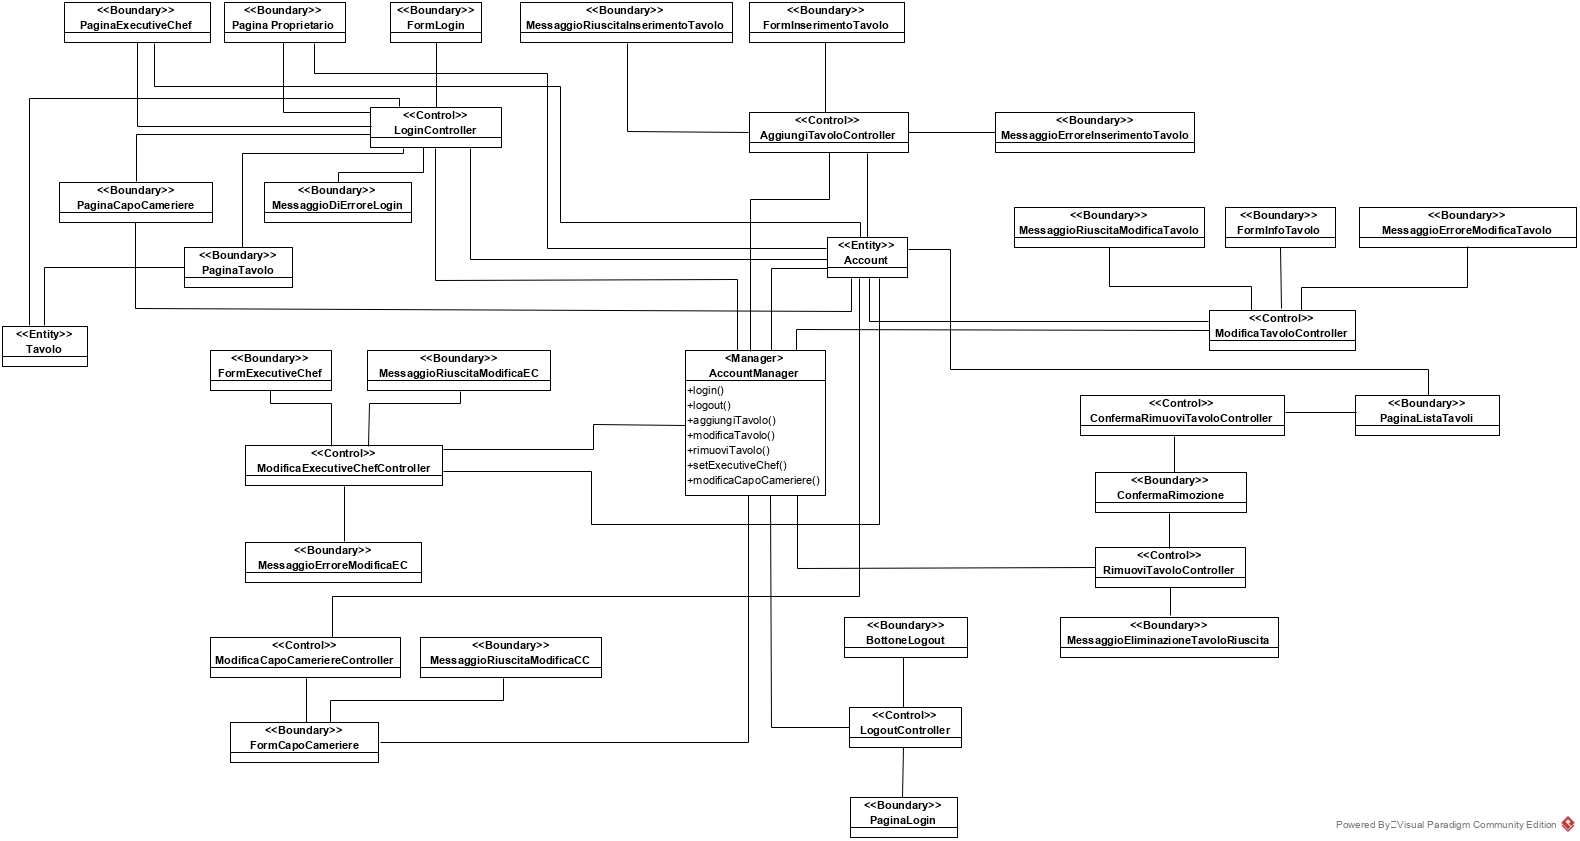 <<Boundary>>
PaginaExecutiveChef
<<Boundary>>
Pagina Proprietario
<<Boundary>>
FormLogin
<<Boundary>>
MessaggioRiuscitaInserimentoTavolo
<<Boundary>>
FormInserimentoTavolo
<<Control>>
LoginController
<<Control>>
AggiungiTavoloController
<<Boundary>>
MessaggioErroreInserimentoTavolo
<<Boundary>>
PaginaCapoCameriere
<<Boundary>>
MessaggioDiErroreLogin
<<Boundary>>
MessaggioRiuscitaModificaTavolo
<<Boundary>>
FormInfoTavolo
<<Boundary>>
MessaggioErroreModificaTavolo
<<Boundary>>
PaginaTavolo
<<Entity>>
Account
<<Entity>>
Tavolo
<<Control>>
ModificaTavoloController
<<Boundary>>
FormExecutiveChef
<<Boundary>>
MessaggioRiuscitaModificaEC
<Manager>
AccountManager
+login()
+logout()
+aggiungiTavolo()
+modificaTavolo()
+rimuoviTavolo()
+setExecutiveChef()
+modificaCapoCameriere()
<<Control>>
ConfermaRimuoviTavoloController
<<Boundary>>
PaginaListaTavoli
<<Control>>
ModificaExecutiveChefController
<<Boundary>>
ConfermaRimozione
<<Boundary>>
MessaggioErroreModificaEC
<<Control>>
RimuoviTavoloController
<<Boundary>>
BottoneLogout
<<Boundary>>
MessaggioEliminazioneTavoloRiuscita
<<Control>>
ModificaCapoCameriereController
<<Boundary>>
MessaggioRiuscitaModificaCC
<<Control>>
LogoutController
<<Boundary>>
FormCapoCameriere
<<Boundary>>
PaginaLogin
Powered By Visual Paradigm Community Edition